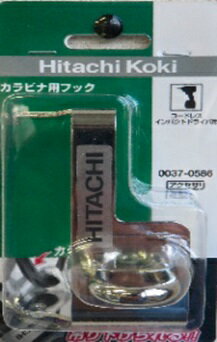 Hitachi Koki
カラビナ用フック
コードレス
インパクトドライバ用
0037-0586
アクセサリ
HITACHI